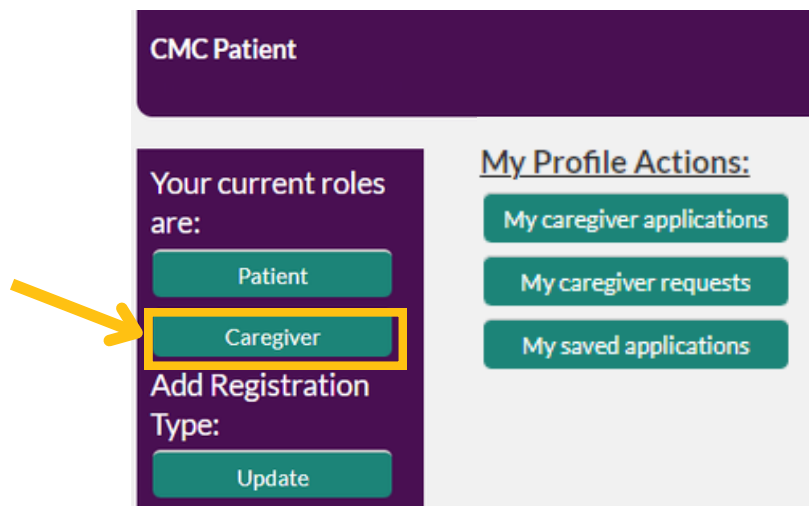 CMC Patient
Your current roles
are:
Patient
Caregiver
Add Registration
Type:
Update
My Profile Actions:
My caregiver applications
My caregiver requests
My saved applications